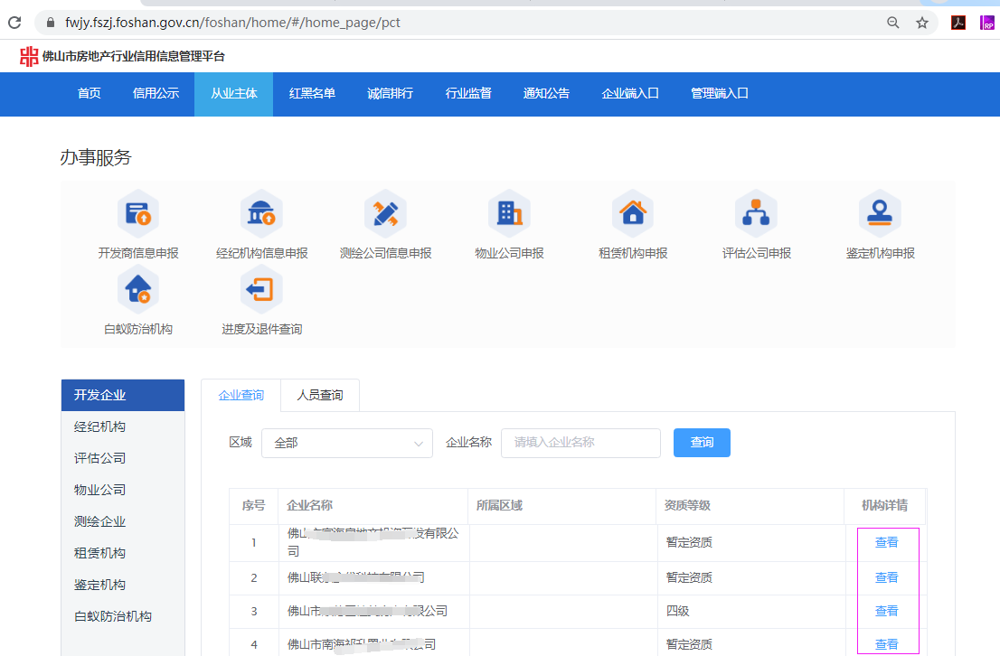 fwjy.fszj.foshan.gov.cn/foshan/home/#/home_page/pct
佛山市房地产行业信用信息管理平台
首页 信用公示 从业主体 红黑名单 诚信排行 行业监督 通知公告 企业端入口 管理端入口
办事服务
开发商信息申报 经纪机构信息申报 测绘公司信息申报 物业公司申报 租赁机构申报 评估公司申报 鉴定机构申报
白蚁防治机构 进度及退件查询
开发企业
经纪机构
评估公司
物业公司
测绘企业
租赁机构
鉴定机构
白蚁防治机构
企业查询 人员查询
区域 全部 企业名称 请填入企业名称 查询
序号 企业名称 所属区域 资质等级 机构详情
1 佛山 发有限公司 暂定资质 查看
2 佛山联 公司 暂定资质 查看
3 佛山市 限公司 四级 查看
4 佛山市南海 公司 暂定资质 查看